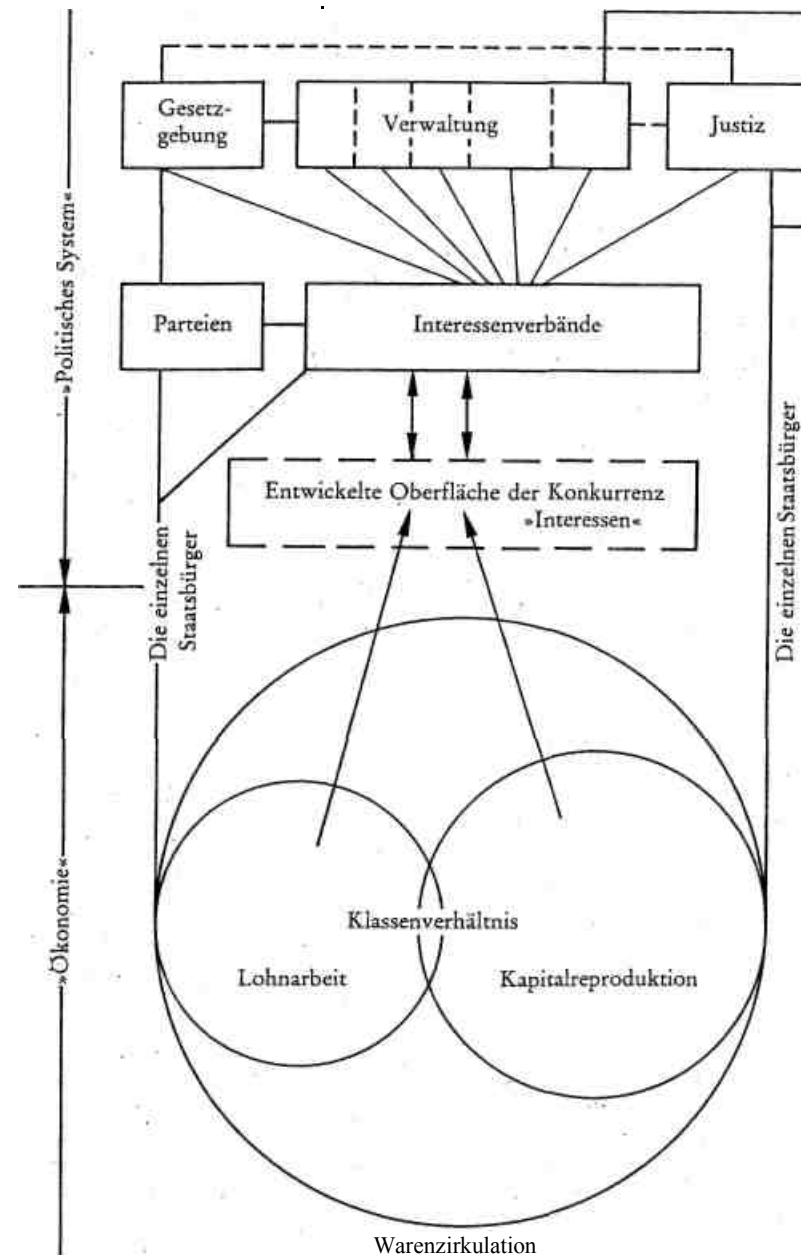 Gesetz-
gebung
Verwaltung
Justiz
»Politisches System«
Parteien
Interessenverbände
Entwickelte Oberfläche der Konkurrenz
»Interessen«
Die einzelnen
Staatsbürger
Die einzelnen Staatsbürger
»Ökonomie«
Klassenverhältnis
Lohnarbeit
Kapitalreproduktion
Warenzirkulation